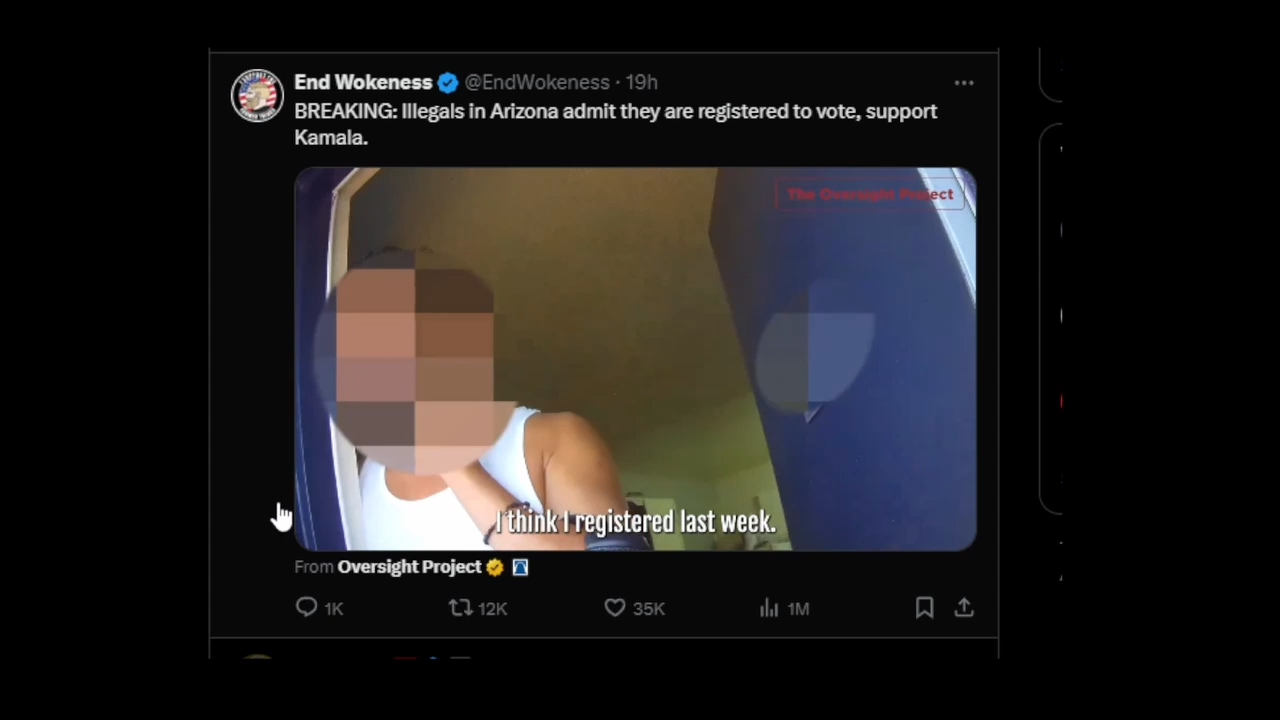 End Wokeness @EndWokeness · 19h
BREAKING: Illegals in Arizona admit they are registered to vote, support
Kamala.
The Oversight Project
I think I registered last week.
From Oversight Project
1K 12K 35K 1M